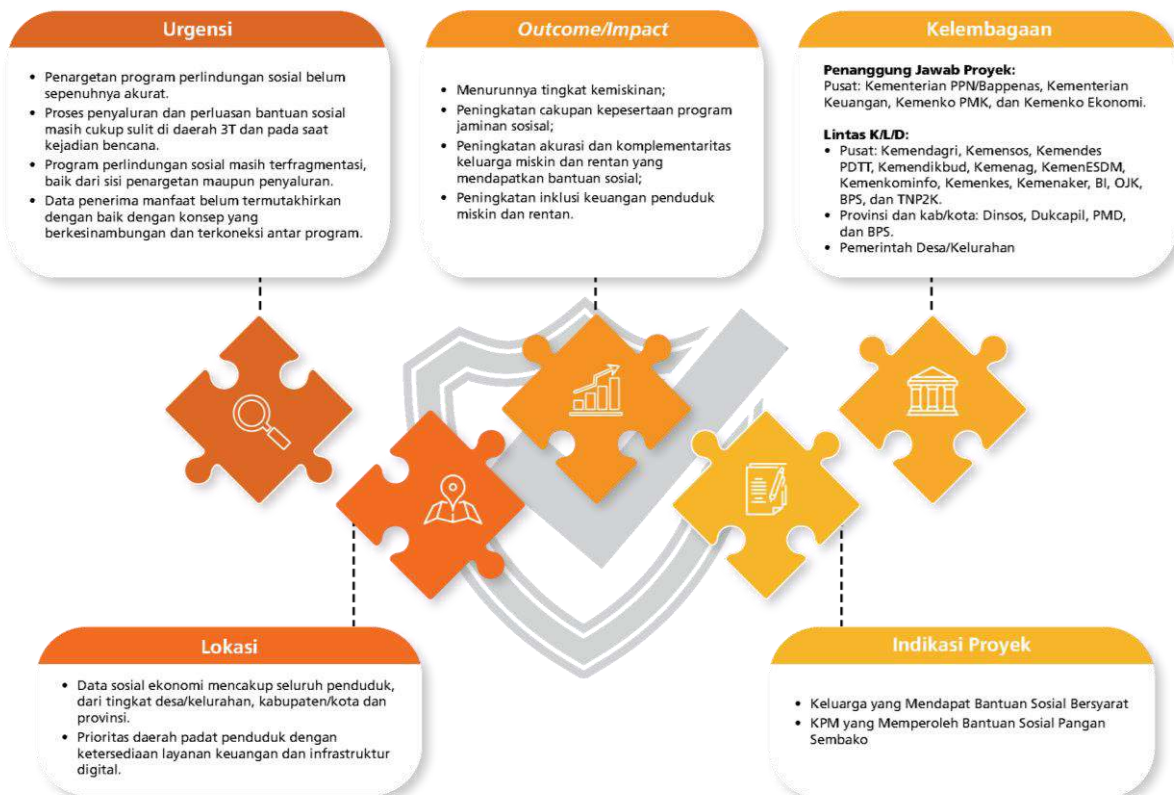 Urgensi
• Penargetan program perlindungan sosial belum
sepenuhnya akurat.
• Proses penyaluran dan perluasan bantuan sosial
masih cukup sulit di daerah 3T dan pada saat
kejadian bencana.
• Program perlindungan sosial masih terfragmentasi,
baik dari sisi penargetan maupun penyaluran.
• Data penerima manfaat belum termutakhirkan
dengan baik dengan konsep yang
berkesinambungan dan terkoneksi antar program.
Outcome/Impact
• Menurunnya tingkat kemiskinan;
• Peningkatan cakupan kepesertaan program
jaminan sosisal;
• Peningkatan akurasi dan komplementaritas
keluarga miskin dan rentan yang
mendapatkan bantuan sosial;
• Peningkatan inklusi keuangan penduduk
miskin dan rentan.
Kelembagaan
Penanggung Jawab Proyek:
Pusat: Kementerian PPN/Bappenas, Kementerian
Keuangan, Kemenko PMK, dan Kemenko Ekonomi.
Lintas K/L/D:
• Pusat: Kemendagri, Kemensos, Kemendes
PDTT, Kemendikbud, Kemenag, KemenESDM,
Kemenkominfo, Kemenkes, Kemenaker, BI, OJK,
BPS, dan TNP2K.
• Provinsi dan kab/kota: Dinsos, Dukcapil, PMD,
dan BPS.
• Pemerintah Desa/Kelurahan
Lokasi
• Data sosial ekonomi mencakup seluruh penduduk,
dari tingkat desa/kelurahan, kabupaten/kota dan
provinsi.
• Prioritas daerah padat penduduk dengan
ketersediaan layanan keuangan dan infrastruktur
digital.
Indikasi Proyek
• Keluarga yang Mendapat Bantuan Sosial Bersyarat
• KPM yang Memperoleh Bantuan Sosial Pangan
Sembako